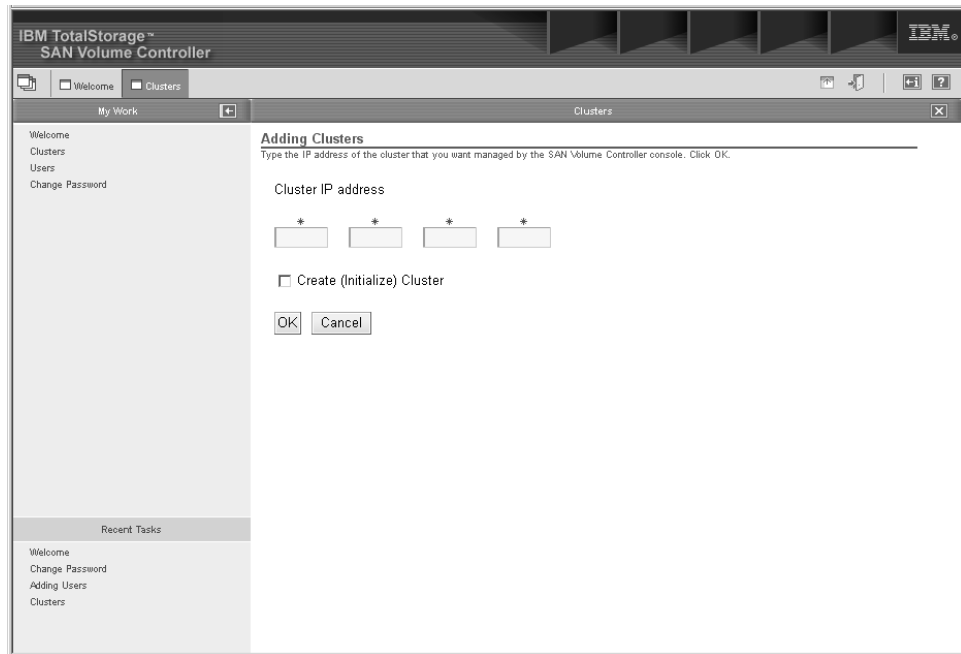 IBM TotalStorage™
SAN Volume Controller
IBM®
Welcome
Clusters
?
My Work
Clusters
Welcome
Clusters
Users
Change Password
Adding Clusters
Type the IP address of the cluster that you want managed by the SAN Volume Controller console. Click OK.
Cluster IP address
* * * *
Create (Initialize) Cluster
OK Cancel
Recent Tasks
Welcome
Change Password
Adding Users
Clusters